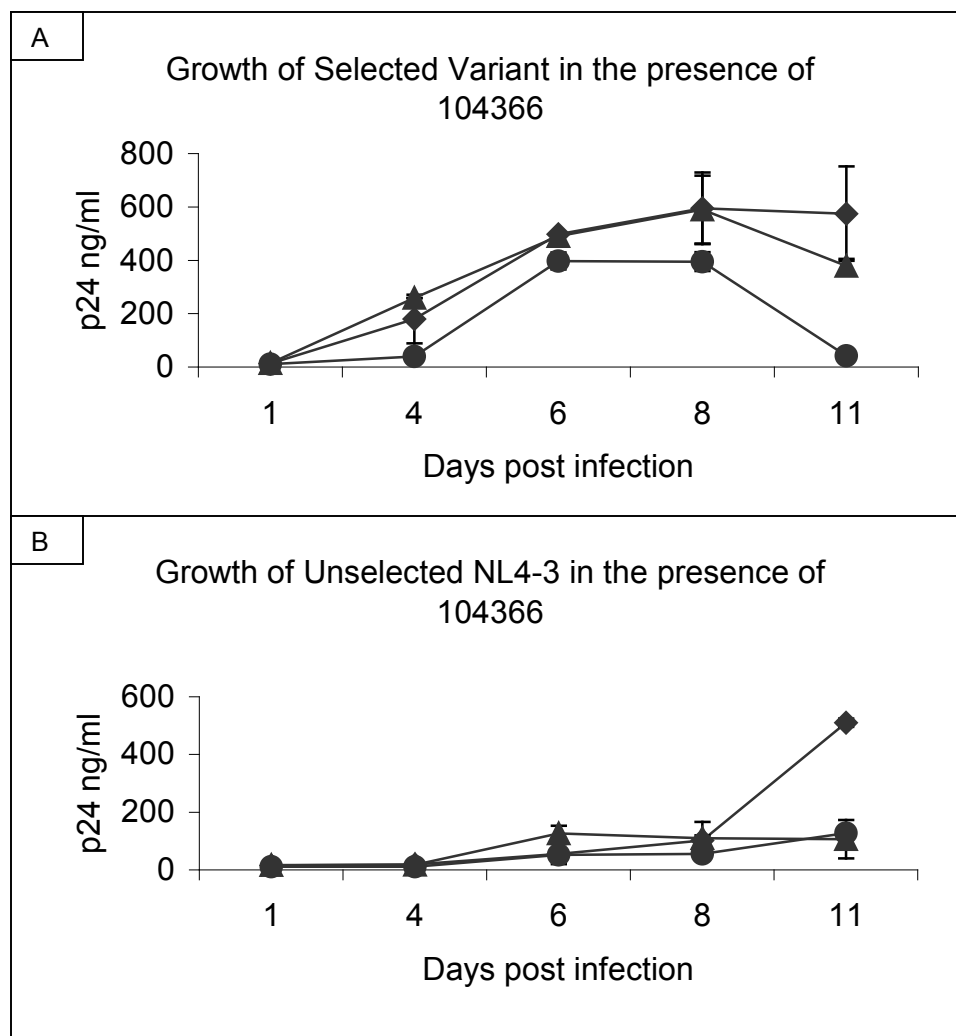 A
Growth of Selected Variant in the presence of
104366
800
600
400
200
0
p24 ng/ml
1 4 6 8 11
Days post infection
B
Growth of Unselected NL4-3 in the presence of
104366
600
400
200
0
p24 ng/ml
1 4 6 8 11
Days post infection